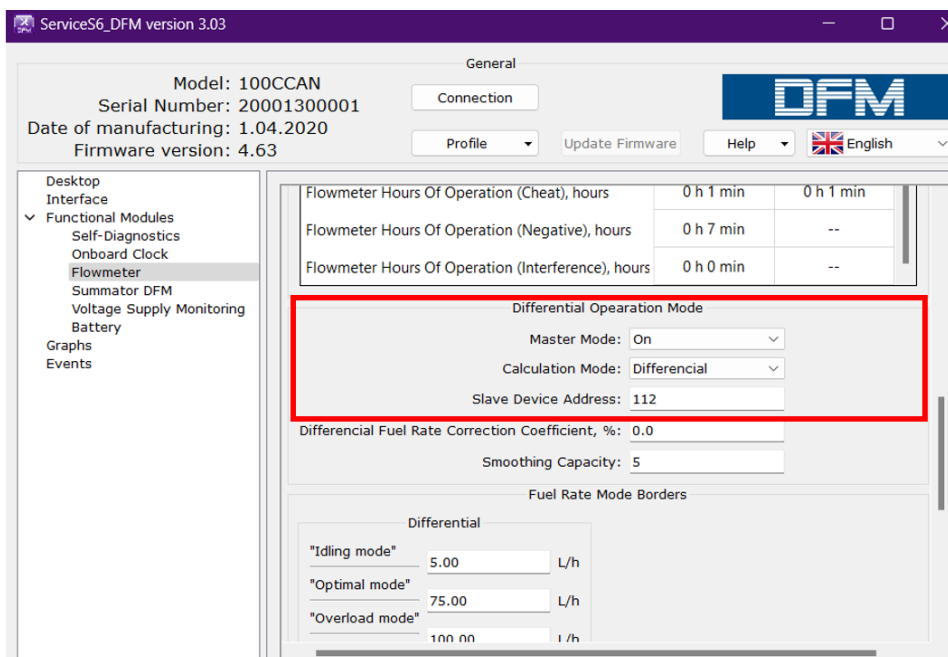 ServiceS6_DFM version 3.03
General
Model: 100CCAN
Serial Number: 20001300001
Date of manufacturing: 1.04.2020
Firmware version: 4.63
Connection
DFM
Profile
Update Firmware
Help
English
Desktop
Interface
Functional Modules
Self-Diagnostics
Onboard Clock
Flowmeter
Summator DFM
Voltage Supply Monitoring
Battery
Graphs
Events
Flowmeter Hours Of Operation (Cheat), hours 0 h 1 min 0 h 1 min
Flowmeter Hours Of Operation (Negative), hours 0 h 7 min --
Flowmeter Hours Of Operation (Interference), hours 0 h 0 min --
Differential Opearation Mode
Master Mode: On
Calculation Mode: Differencial
Slave Device Address: 112
Differencial Fuel Rate Correction Coefficient, %: 0.0
Smoothing Capacity: 5
Fuel Rate Mode Borders
Differential
"Idling mode" 5.00 L/h
"Optimal mode" 75.00 L/h
"Overload mode" 100.00 L/h